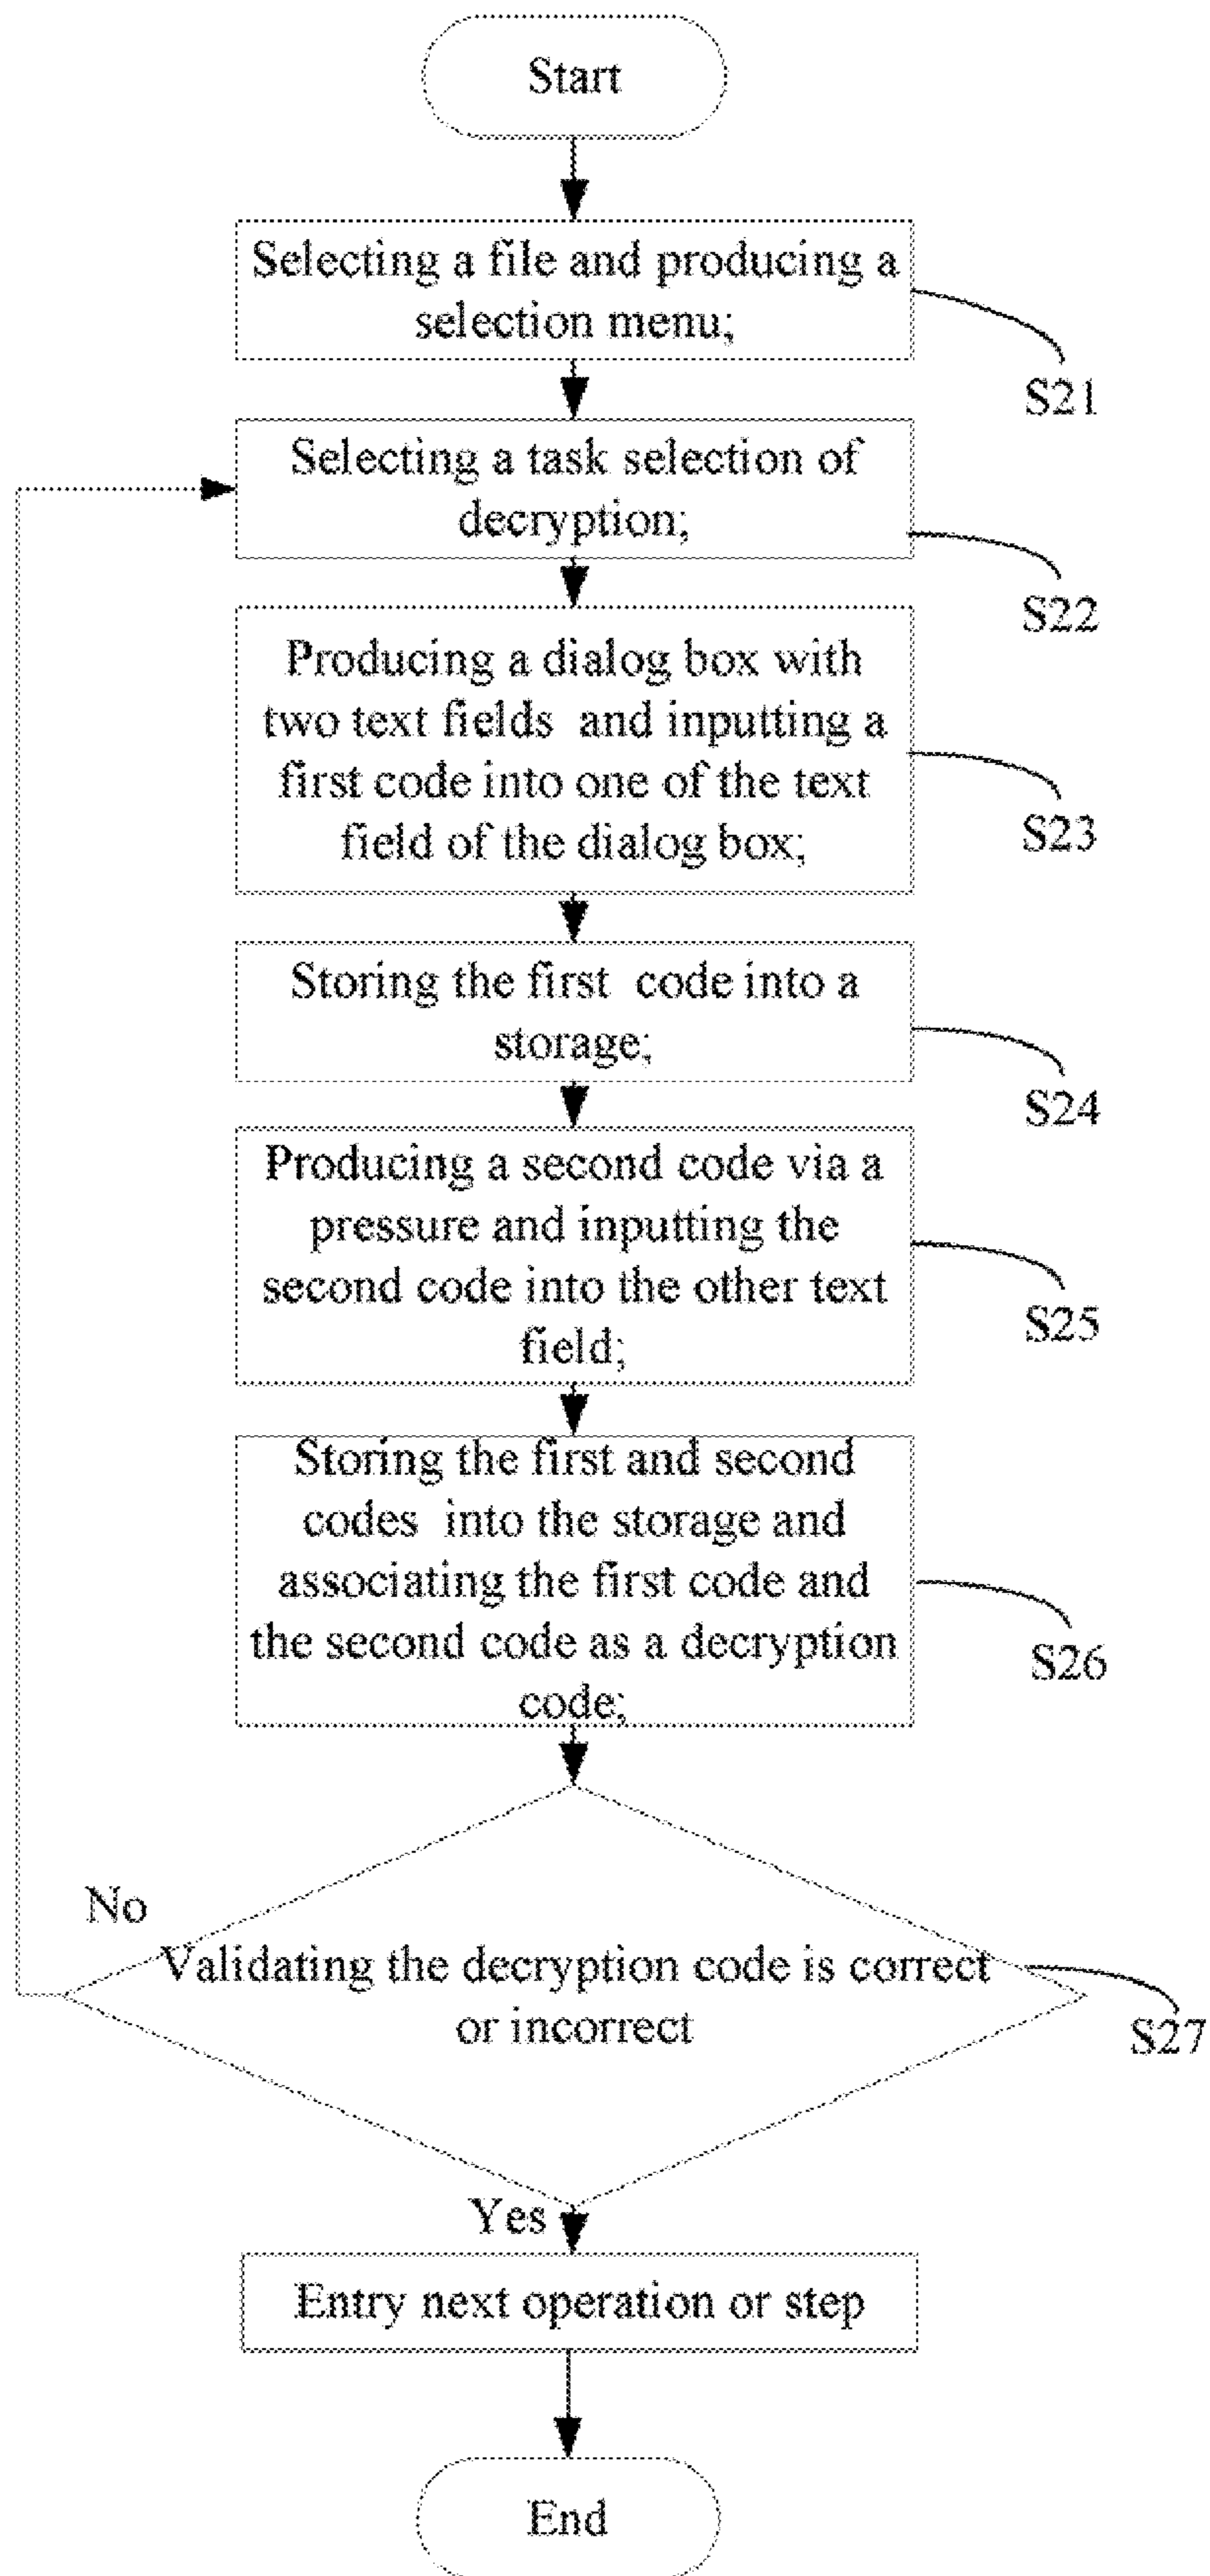 Start
Selecting a file and producing a
selection menu;
S21
Selecting a task selection of
decryption;
S22
Producing a dialog box with
two text fields and inputting a
first code into one of the text
field of the dialog box;
S23
Storing the first code into a
storage;
S24
Producing a second code via a
pressure and inputting the
second code into the other text
field;
S25
Storing the first and second
codes into the storage and
associating the first code and
the second code as a decryption
code;
S26
No
Validating the decryption code is correct
or incorrect
S27
Yes
Entry next operation or step
End